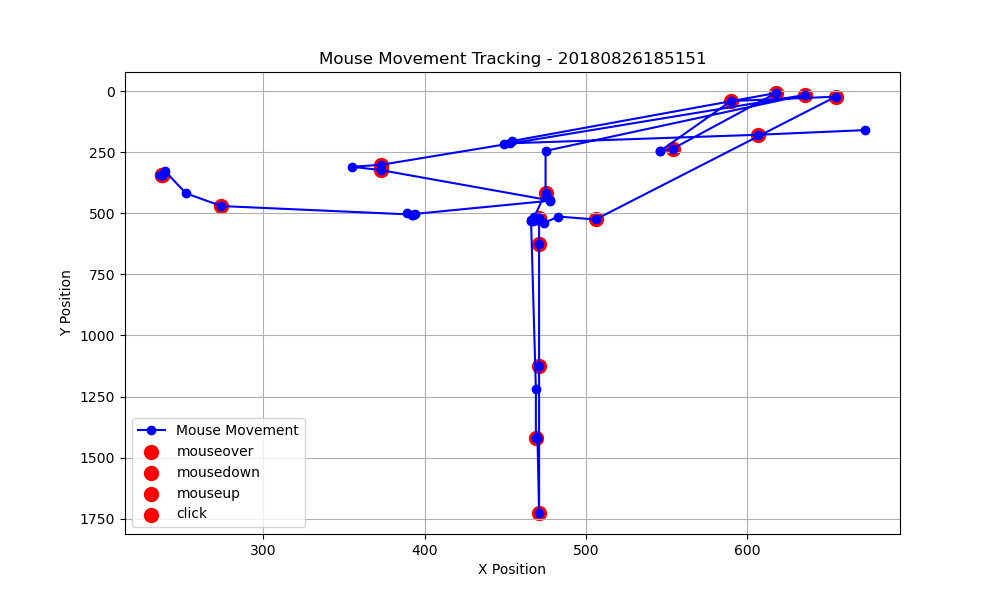 Mouse Movement Tracking - 20180826185151
0
250
500
750
1000
1250
1500
1750
Y Position
Mouse Movement
mouseover
mousedown
mouseup
click
300
400
500
600
X Position